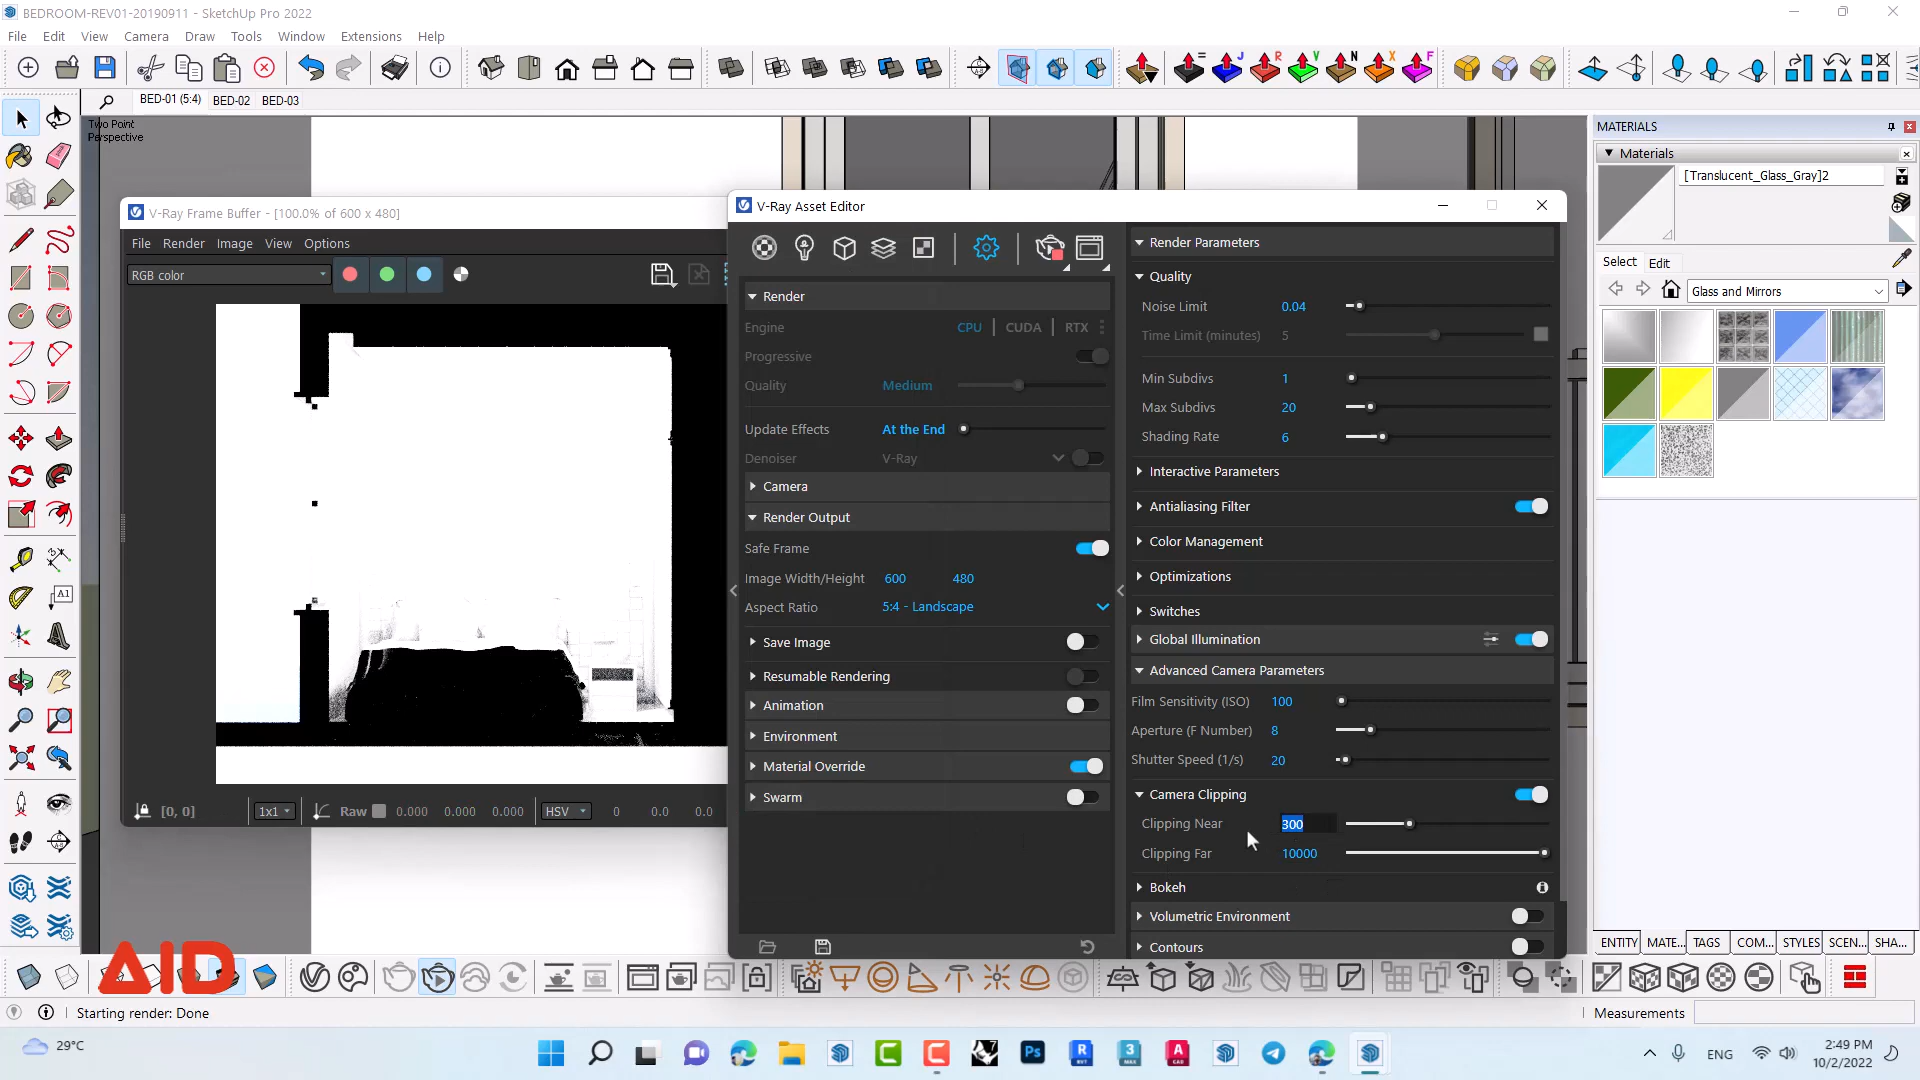 BEDROOM-REV01-20190911 - SketchUp Pro 2022
File Edit View Camera Draw Tools Window Extensions Help
BED-01 (5:4) BED-02 BED-03
Two Point
Perspective
V-Ray Frame Buffer - [100.0% of 600 x 480]
File Render Image View Options
RGB color
[0, 0] 1x1 Raw 0.000 0.000 0.000 HSV 0 0.0 0.0
V-Ray Asset Editor
Render
Engine CPU CUDA RTX
Progressive
Quality Medium
Update Effects At the End
Denoiser V-Ray
Camera
Render Output
Safe Frame
Image Width/Height 600 480
Aspect Ratio 5:4 - Landscape
Save Image
Resumable Rendering
Animation
Environment
Material Override
Swarm
Render Parameters
Quality
Noise Limit 0.04
Time Limit (minutes) 5
Min Subdivs 1
Max Subdivs 20
Shading Rate 6
Interactive Parameters
Antialiasing Filter
Color Management
Optimizations
Switches
Global Illumination
Advanced Camera Parameters
Film Sensitivity (ISO) 100
Aperture (F Number) 8
Shutter Speed (1/s) 20
Camera Clipping
Clipping Near 300
Clipping Far 10000
Bokeh
Volumetric Environment
Contours
MATERIALS
Materials
[Translucent_Glass_Gray]2
Select Edit
Glass and Mirrors
ENTITY MATE... TAGS COM... STYLES SCEN... SHA...
AID
Starting render: Done
Measurements
29°C
ENG
2:49 PM
10/2/2022